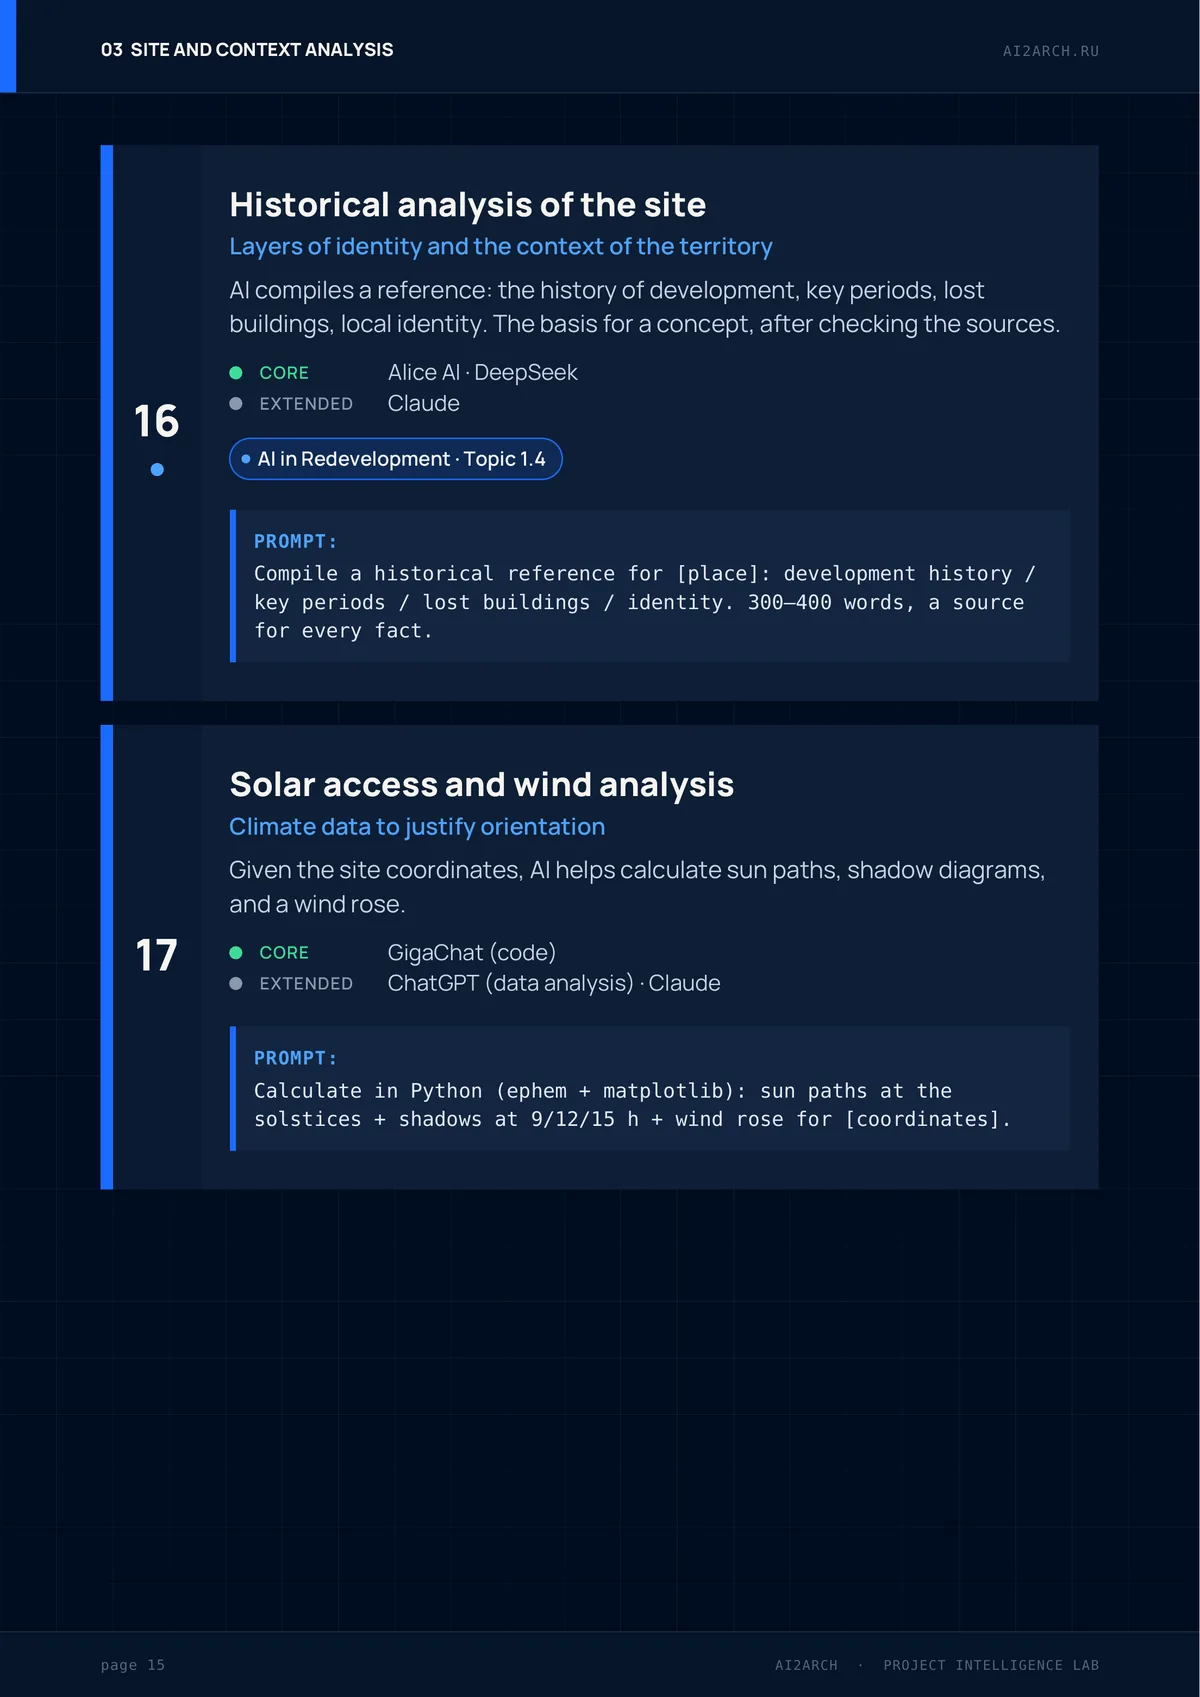 03 SITE AND CONTEXT ANALYSIS
AI2ARCH.RU
16
Historical analysis of the site
Layers of identity and the context of the territory
AI compiles a reference: the history of development, key periods, lost
buildings, local identity. The basis for a concept, after checking the sources.
CORE Alice AI · DeepSeek
EXTENDED Claude
AI in Redevelopment · Topic 1.4
PROMPT:
Compile a historical reference for [place]: development history /
key periods / lost buildings / identity. 300–400 words, a source
for every fact.
17
Solar access and wind analysis
Climate data to justify orientation
Given the site coordinates, AI helps calculate sun paths, shadow diagrams,
and a wind rose.
CORE GigaChat (code)
EXTENDED ChatGPT (data analysis) · Claude
PROMPT:
Calculate in Python (ephem + matplotlib): sun paths at the
solstices + shadows at 9/12/15 h + wind rose for [coordinates].
page 15
AI2ARCH · PROJECT INTELLIGENCE LAB